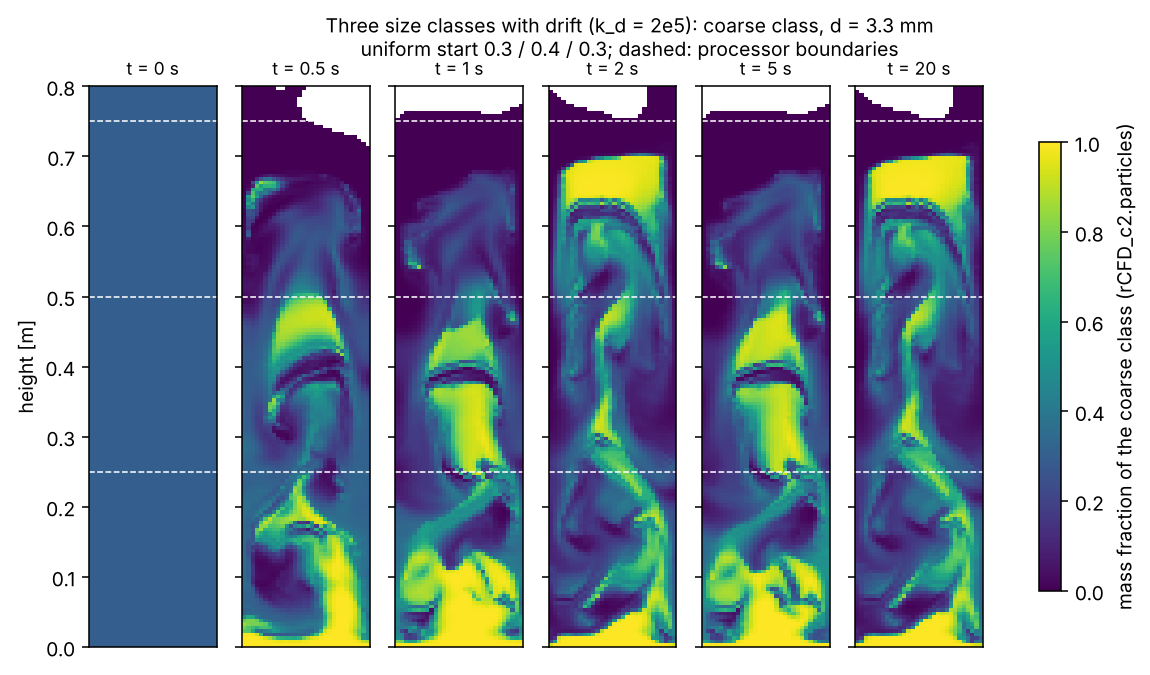 Three size classes with drift (k_d = 2e5): coarse class, d = 3.3 mm
uniform start 0.3 / 0.4 / 0.3; dashed: processor boundaries
t = 0 s
t = 0.5 s
t = 1 s
t = 2 s
t = 5 s
t = 20 s
0.8
0.7
0.6
0.5
0.4
0.3
0.2
0.1
0.0
height [m]
1.0
0.8
0.6
0.4
0.2
0.0
mass fraction of the coarse class (rCFD_c2.particles)